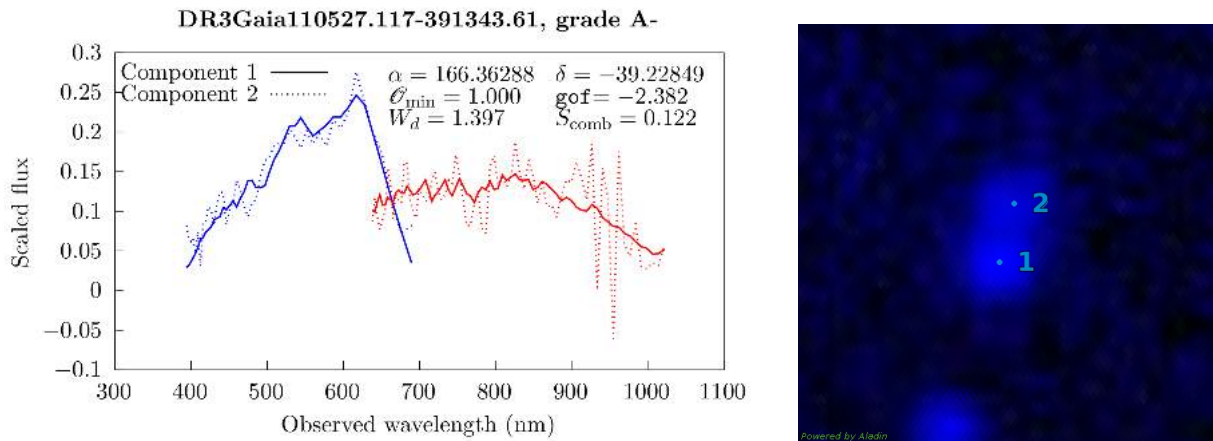 DR3Gaia110527.117-391343.61, grade A-
Component 1
Component 2
α = 166.36288 δ = −39.22849
𝒪min = 1.000 gof= −2.382
Wd = 1.397 Scomb = 0.122
Scaled flux
0.3
0.25
0.2
0.15
0.1
0.05
0
−0.05
−0.1
300 400 500 600 700 800 900 1000 1100
Observed wavelength (nm)
2
1
Powered by Aladin